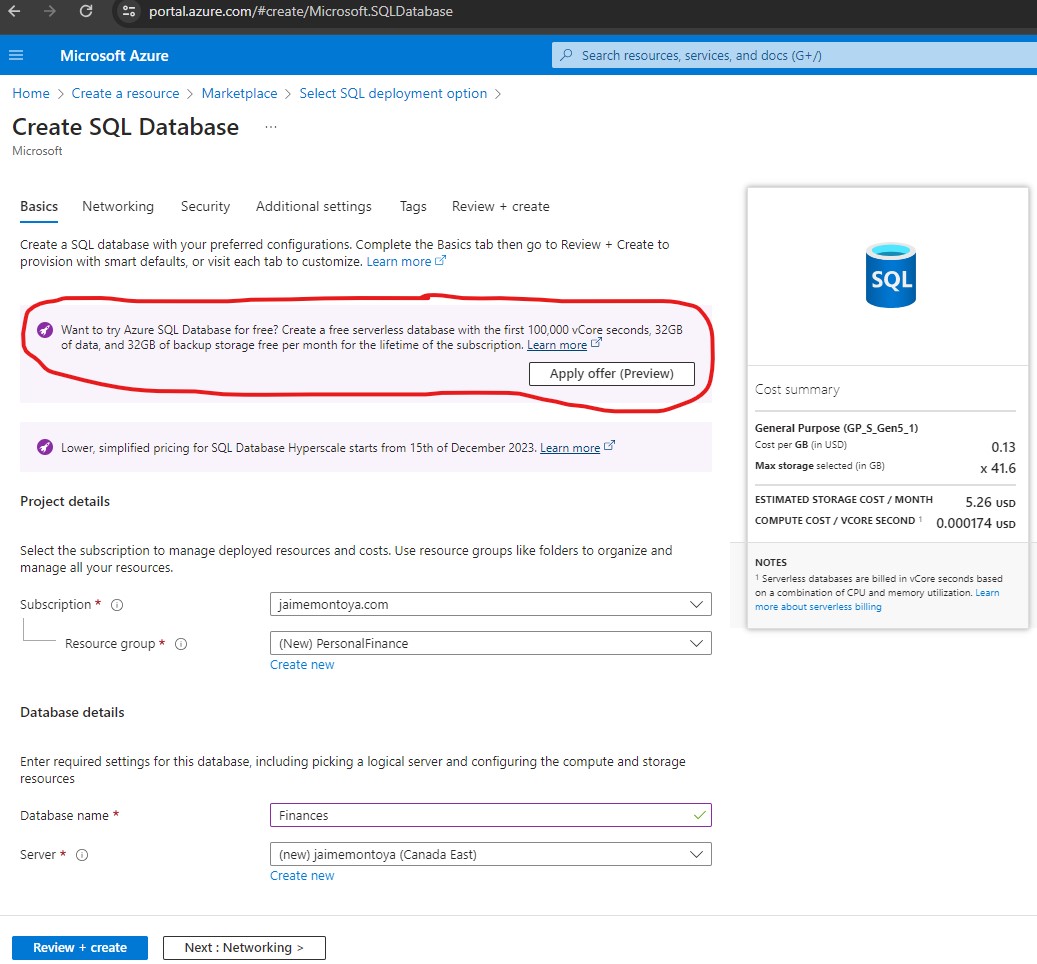 portal.azure.com/#create/Microsoft.SQLDatabase
Microsoft Azure
Search resources, services, and docs (G+/)
Home > Create a resource > Marketplace > Select SQL deployment option >
Create SQL Database ...
Microsoft
Basics Networking Security Additional settings Tags Review + create
Create a SQL database with your preferred configurations. Complete the Basics tab then go to Review + Create to
provision with smart defaults, or visit each tab to customize. Learn more
Want to try Azure SQL Database for free? Create a free serverless database with the first 100,000 vCore seconds, 32GB
of data, and 32GB of backup storage free per month for the lifetime of the subscription. Learn more
Apply offer (Preview)
Lower, simplified pricing for SQL Database Hyperscale starts from 15th of December 2023. Learn more
Project details
Select the subscription to manage deployed resources and costs. Use resource groups like folders to organize and
manage all your resources.
Subscription *
jaimemontoya.com
Resource group *
(New) PersonalFinance
Create new
Database details
Enter required settings for this database, including picking a logical server and configuring the compute and storage
resources
Database name *
Finances
Server *
(new) jaimemontoya (Canada East)
Create new
Review + create
Next : Networking >
SQL
Cost summary
General Purpose (GP_S_Gen5_1)
Cost per GB (in USD) 0.13
Max storage selected (in GB) x 41.6
ESTIMATED STORAGE COST / MONTH 5.26 USD
COMPUTE COST / VCORE SECOND ¹ 0.000174 USD
NOTES
¹ Serverless databases are billed in vCore seconds based
on a combination of CPU and memory utilization. Learn
more about serverless billing